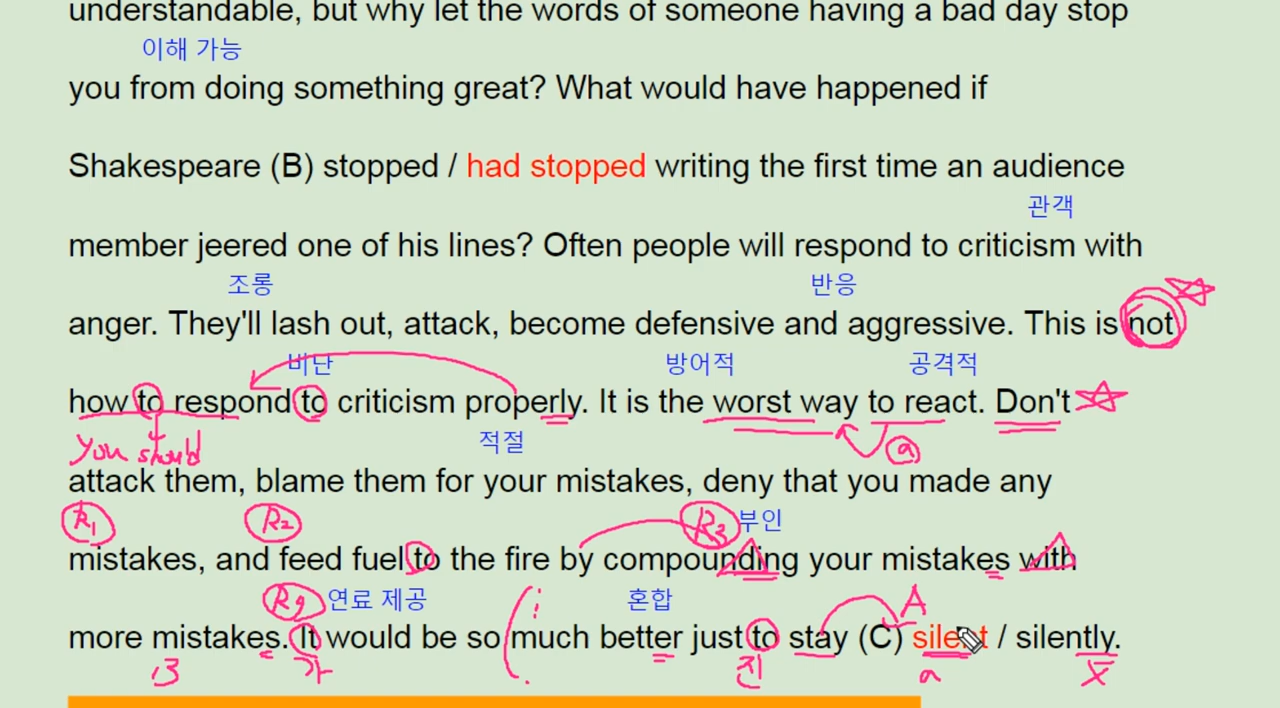 understandable, but why let the words of someone having a bad day stop
이해 가능
you from doing something great? What would have happened if
Shakespeare (B) stopped / had stopped writing the first time an audience
관객
member jeered one of his lines? Often people will respond to criticism with
조롱 반응
anger. They'll lash out, attack, become defensive and aggressive. This is not
비난 방어적 공격적
how to respond to criticism properly. It is the worst way to react. Don't
you should 적절 a
attack them, blame them for your mistakes, deny that you made any
R1 R2 R3 부인
mistakes, and feed fuel to the fire by compounding your mistakes with
R4 연료 제공 혼합 A
more mistakes. It would be so much better just to stay (C) silent / silently.
가 진 a X